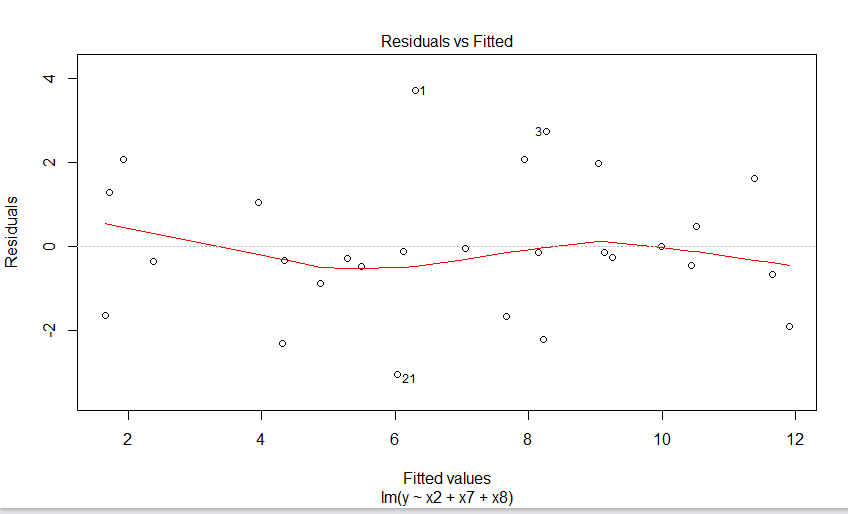 Residuals vs Fitted
Residuals
4
2
0
-2
1
3
21
2 4 6 8 10 12
Fitted values
lm(y ~ x2 + x7 + x8)